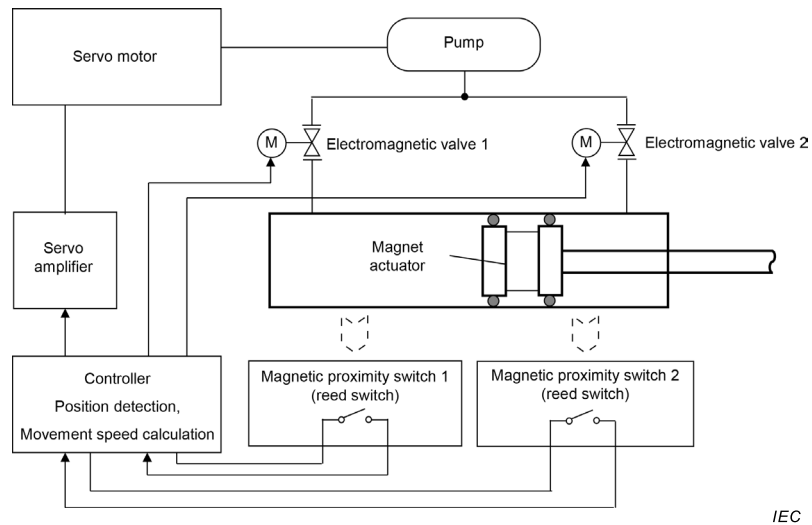 Servo motor
Pump
M
Electromagnetic valve 1
M
Electromagnetic valve 2
Servo
amplifier
Magnet
actuator
Controller
Position detection,
Movement speed calculation
Magnetic proximity switch 1
(reed switch)
Magnetic proximity switch 2
(reed switch)
IEC